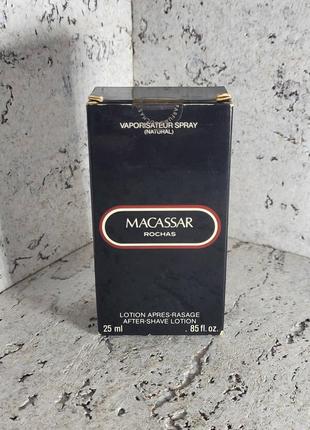 VAPORISATEUR SPRAY
(NATURAL)
MACASSAR
ROCHAS
LOTION APRES-RASAGE
AFTER-SHAVE LOTION
25 ml .85 fl. oz.